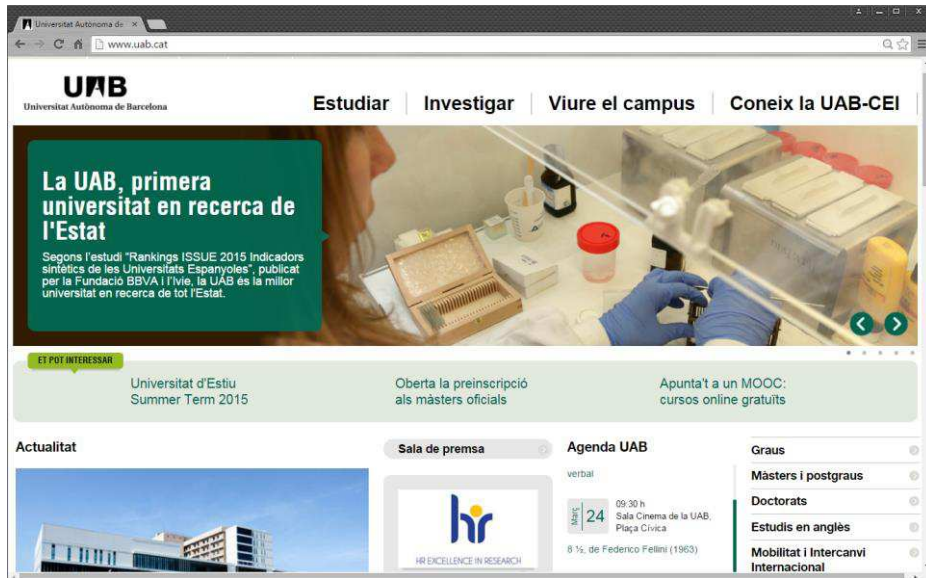 Universitat Autònoma de
www.uab.cat
UAB
Universitat Autònoma de Barcelona
Estudiar
Investigar
Viure el campus
Coneix la UAB-CEI
La UAB, primera
universitat en recerca de
l'Estat
Segons l'estudi "Rankings ISSUE 2015 Indicadors
sintètics de les Universitats Espanyoles", publicat
per la Fundació BBVA i l'Ivie, la UAB és la millor
universitat en recerca de tot l'Estat.
ET POT INTERESSAR
Universitat d'Estiu
Summer Term 2015
Oberta la preinscripció
als màsters oficials
Apunta't a un MOOC:
cursos online gratuïts
Actualitat
Sala de premsa
hr
HR EXCELLENCE IN RESEARCH
Agenda UAB
verbal
Març
24
09:30 h
Sala Cinema de la UAB,
Plaça Cívica
8 ½, de Federico Fellini (1963)
Graus
Màsters i postgraus
Doctorats
Estudis en anglès
Mobilitat i Intercanvi
Internacional